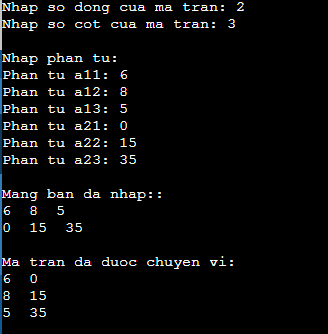 Nhap so dong cua ma tran: 2
Nhap so cot cua ma tran: 3
Nhap phan tu:
Phan tu a11: 6
Phan tu a12: 8
Phan tu a13: 5
Phan tu a21: 0
Phan tu a22: 15
Phan tu a23: 35
Mang ban da nhap::
6 8 5
0 15 35
Ma tran da duoc chuyen vi:
6 0
8 15
5 35